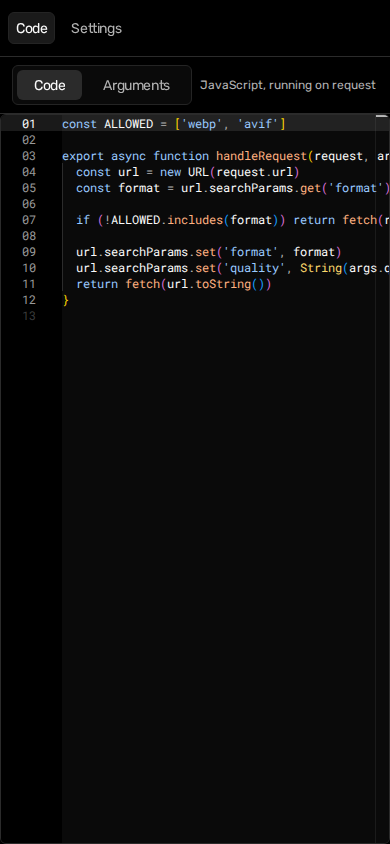 Code Settings
Code Arguments JavaScript, running on request
01 const ALLOWED = ['webp', 'avif']
02
03 export async function handleRequest(request, ar
04 const url = new URL(request.url)
05 const format = url.searchParams.get('format')
06
07 if (!ALLOWED.includes(format)) return fetch(r
08
09 url.searchParams.set('format', format)
10 url.searchParams.set('quality', String(args.q
11 return fetch(url.toString())
12 }
13